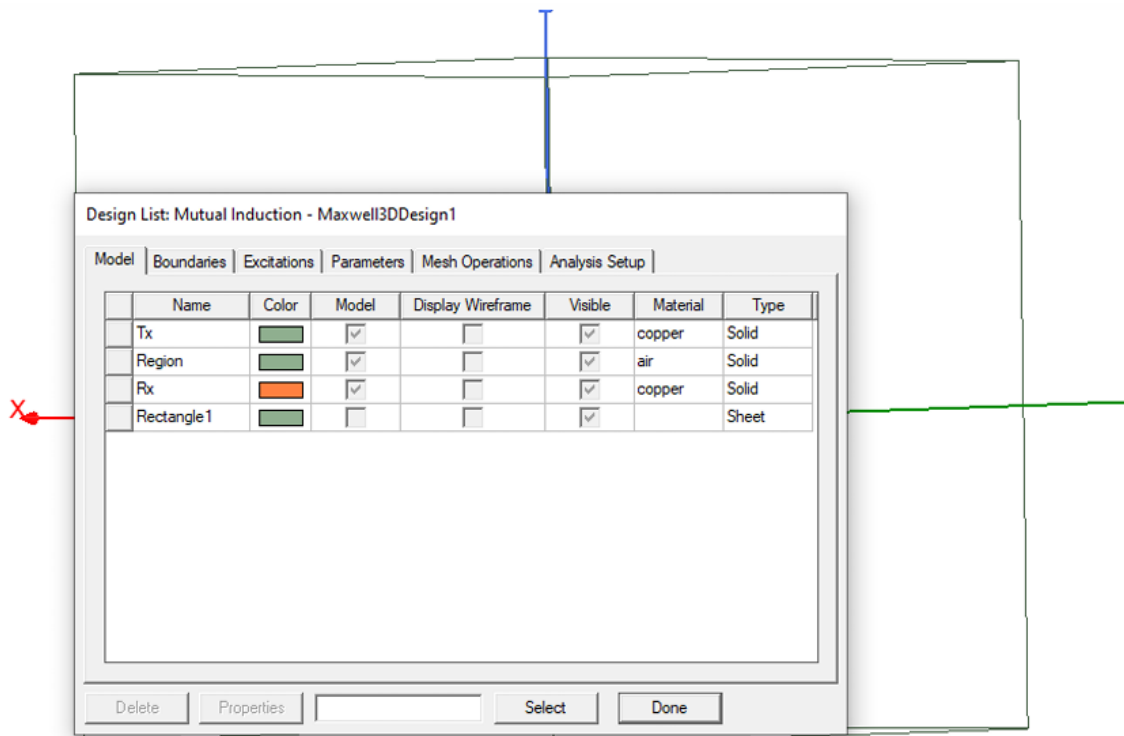 Design List: Mutual Induction - Maxwell3DDesign1
Model Boundaries Excitations Parameters Mesh Operations Analysis Setup
Name Color Model Display Wireframe Visible Material Type
Tx copper Solid
Region air Solid
Rx copper Solid
X
Rectangle1 Sheet
Delete Properties Select Done